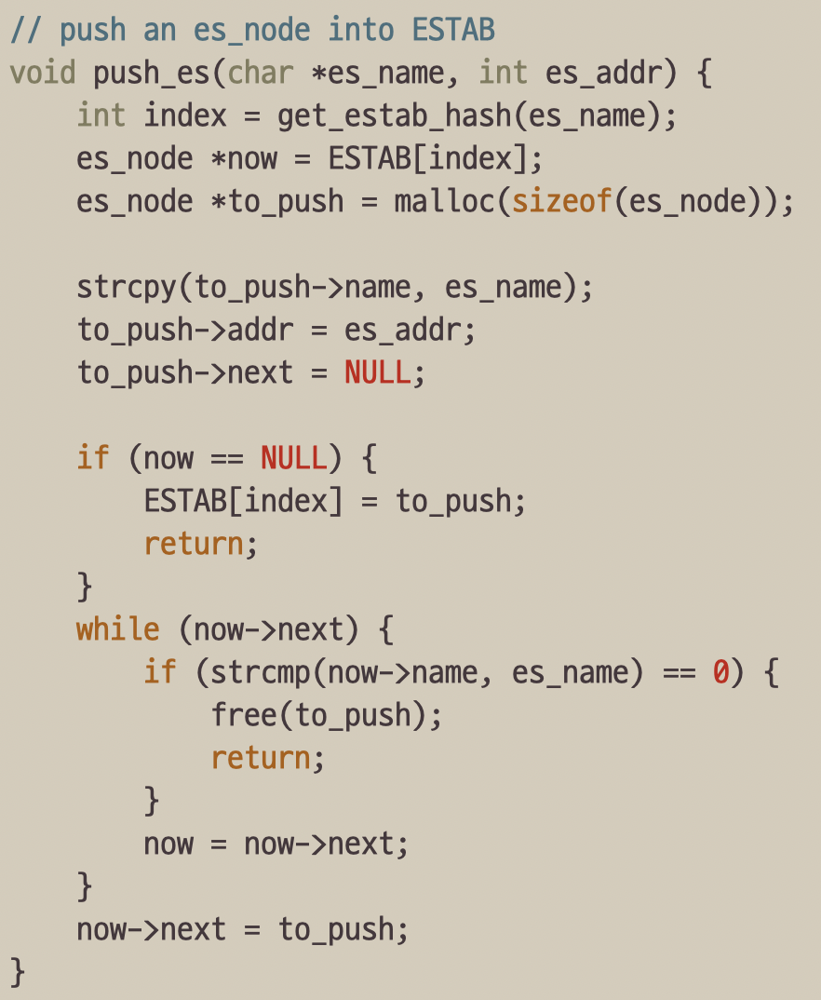 // push an es_node into ESTAB
void push_es(char *es_name, int es_addr) {
    int index = get_estab_hash(es_name);
    es_node *now = ESTAB[index];
    es_node *to_push = malloc(sizeof(es_node));

    strcpy(to_push->name, es_name);
    to_push->addr = es_addr;
    to_push->next = NULL;

    if (now == NULL) {
        ESTAB[index] = to_push;
        return;
    }
    while (now->next) {
        if (strcmp(now->name, es_name) == 0) {
            free(to_push);
            return;
        }
        now = now->next;
    }
    now->next = to_push;
}